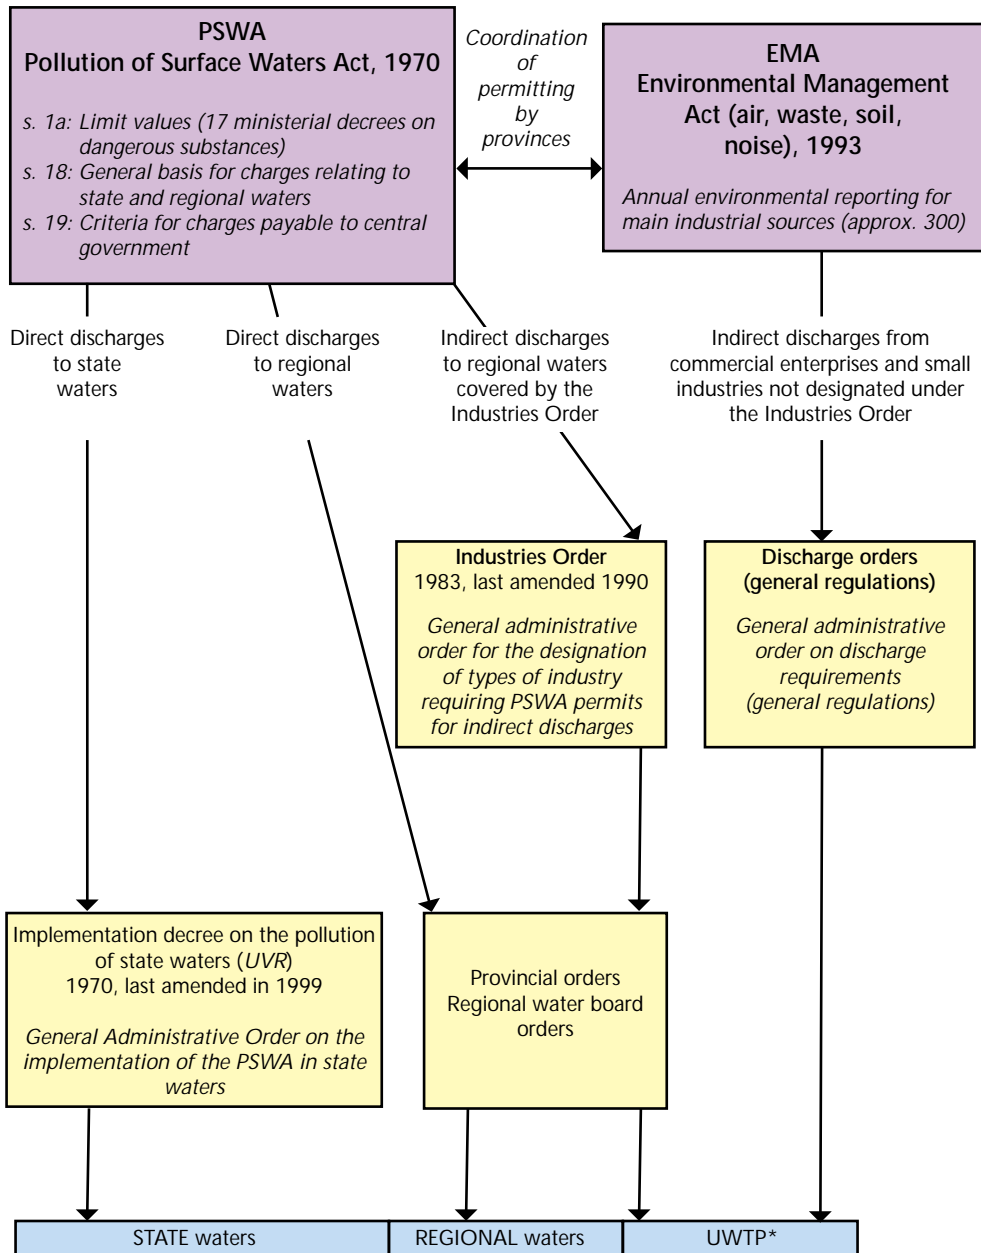 PSWA
Pollution of Surface Waters Act, 1970
s. 1a: Limit values (17 ministerial decrees on
dangerous substances)
s. 18: General basis for charges relating to
state and regional waters
s. 19: Criteria for charges payable to central
government
Coordination
of
permitting
by
provinces
EMA
Environmental Management
Act (air, waste, soil,
noise), 1993
Annual environmental reporting for
main industrial sources (approx. 300)
Direct discharges
to state
waters
Direct discharges
to regional
waters
Indirect discharges
to regional waters
covered by the
Industries Order
Indirect discharges from
commercial enterprises and small
industries not designated under
the Industries Order
Industries Order
1983, last amended 1990
General administrative
order for the designation
of types of industry
requiring PSWA permits
for indirect discharges
Discharge orders
(general regulations)
General administrative
order on discharge
requirements
(general regulations)
Implementation decree on the pollution
of state waters (UVR)
1970, last amended in 1999
General Administrative Order on the
implementation of the PSWA in state
waters
Provincial orders
Regional water board
orders
STATE waters
REGIONAL waters
UWTP*